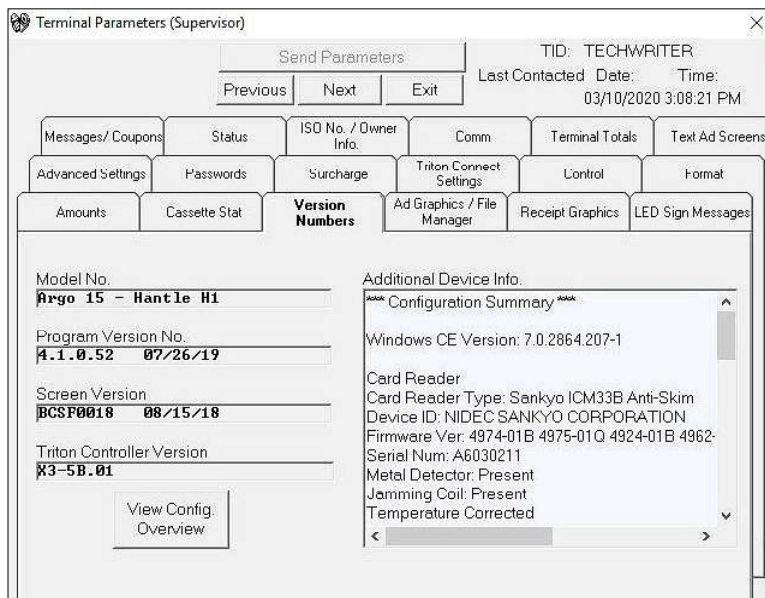 Terminal Parameters (Supervisor)
Send Parameters
TID: TECHWRITER
Previous
Next
Exit
Last Contacted Date: Time:
03/10/2020 3:08:21 PM
Messages/ Coupons
Status
ISO No. / Owner
Info.
Comm
Terminal Totals
Text Ad Screens
Advanced Settings
Passwords
Surcharge
Triton Connect
Settings
Control
Format
Amounts
Cassette Stat
Version
Numbers
Ad Graphics / File
Manager
Receipt Graphics
LED Sign Messages
Model No.
Argo 15 - Hantle H1
Program Version No.
4.1.0.52 07/26/19
Screen Version
BCSF0018 08/15/18
Triton Controller Version
X3-5B.01
View Config.
Overview
Additional Device Info.
*** Configuration Summary ***
Windows CE Version: 7.0.2864.207-1
Card Reader
Card Reader Type: Sankyo ICM33B Anti-Skim
Device ID: NIDEC SANKYO CORPORATION
Firmware Ver: 4974-01B 4975-01Q 4924-01B 4962-
Serial Num: A6030211
Metal Detector: Present
Jamming Coil: Present
Temperature Corrected